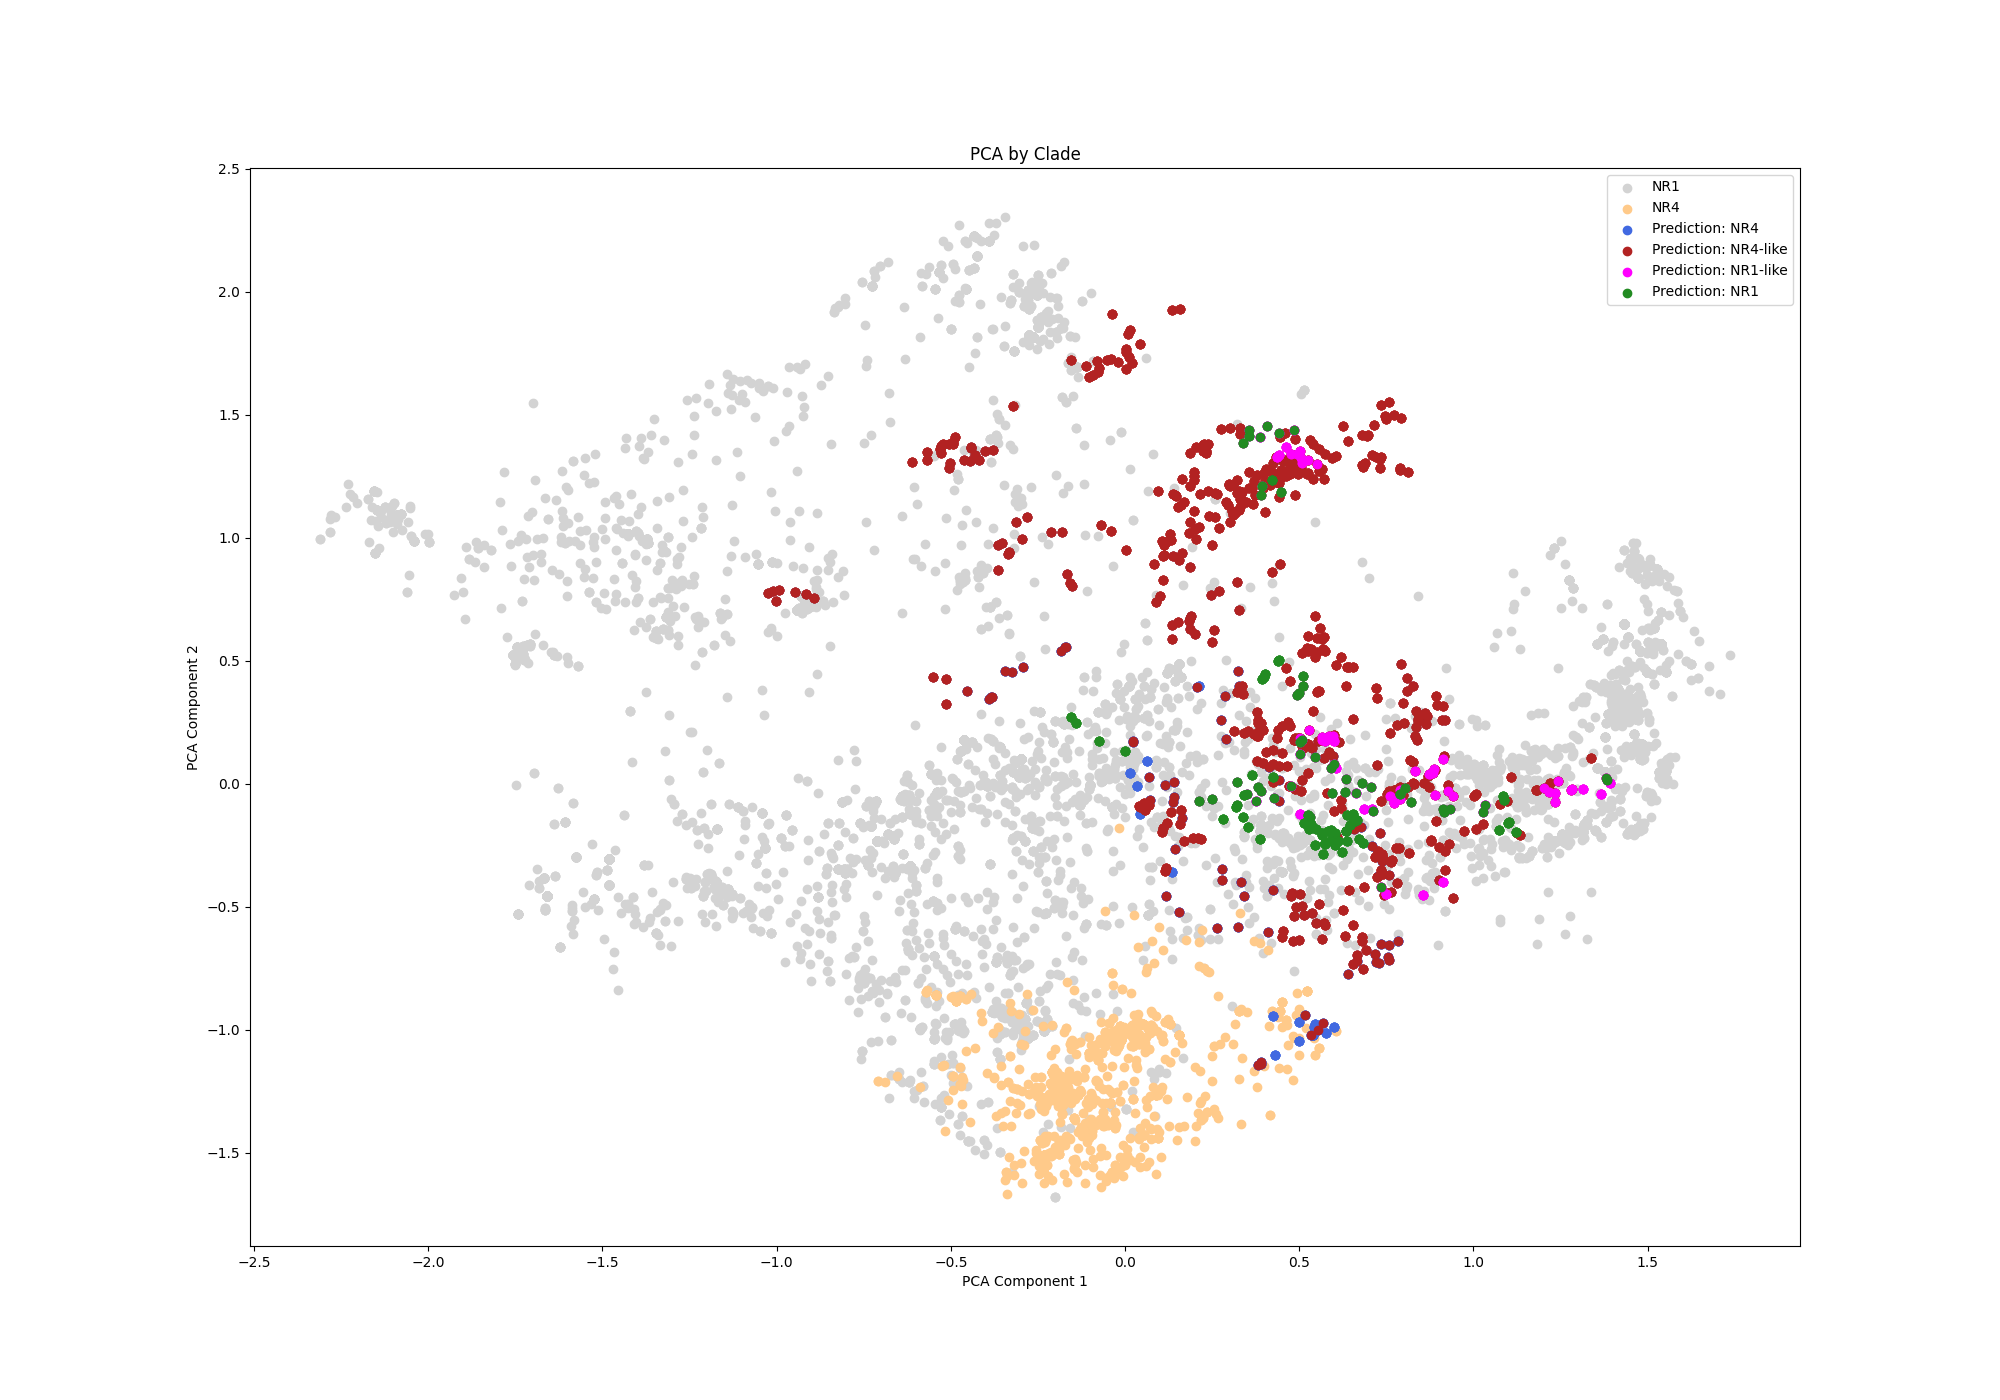 PCA by Clade
NR1
NR4
Prediction: NR4
Prediction: NR4-like
Prediction: NR1-like
Prediction: NR1
PCA Component 2
2.5
2.0
1.5
1.0
0.5
0.0
−0.5
−1.0
−1.5
−2.5 −2.0 −1.5 −1.0 −0.5 0.0 0.5 1.0 1.5
PCA Component 1